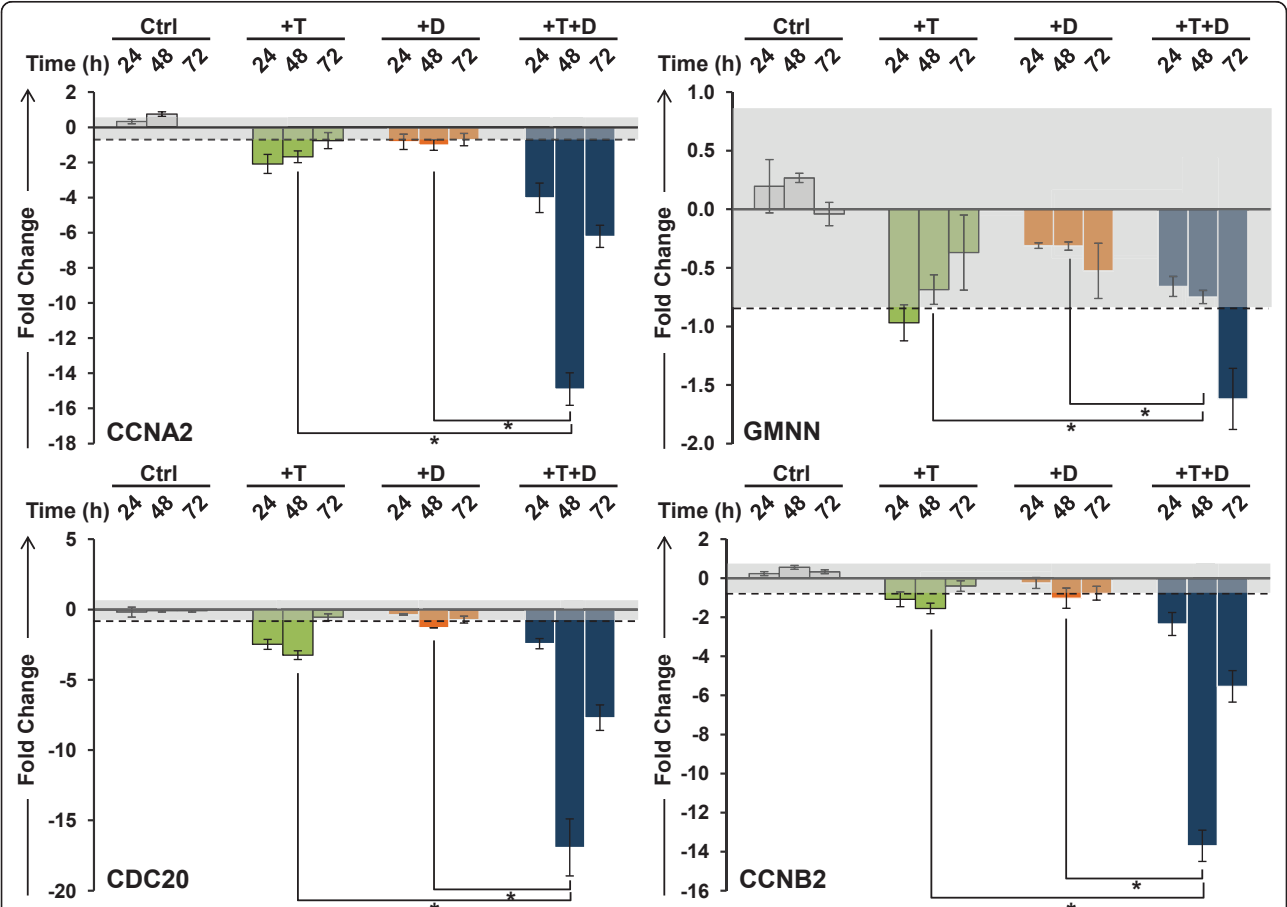 Ctrl +T +D +T+D
Time (h) 24 48 72 24 48 72 24 48 72 24 48 72
2
0
-2
-4
-6
-8
-10
-12
-14
-16
-18
Fold Change
CCNA2
*
*
Ctrl +T +D +T+D
Time (h) 24 48 72 24 48 72 24 48 72 24 48 72
1.0
0.5
0.0
-0.5
-1.0
-1.5
-2.0
Fold Change
GMNN
*
*
Ctrl +T +D +T+D
Time (h) 24 48 72 24 48 72 24 48 72 24 48 72
5
0
-5
-10
-15
-20
Fold Change
CDC20
*
*
Ctrl +T +D +T+D
Time (h) 24 48 72 24 48 72 24 48 72 24 48 72
2
0
-2
-4
-6
-8
-10
-12
-14
-16
Fold Change
CCNB2
*
*